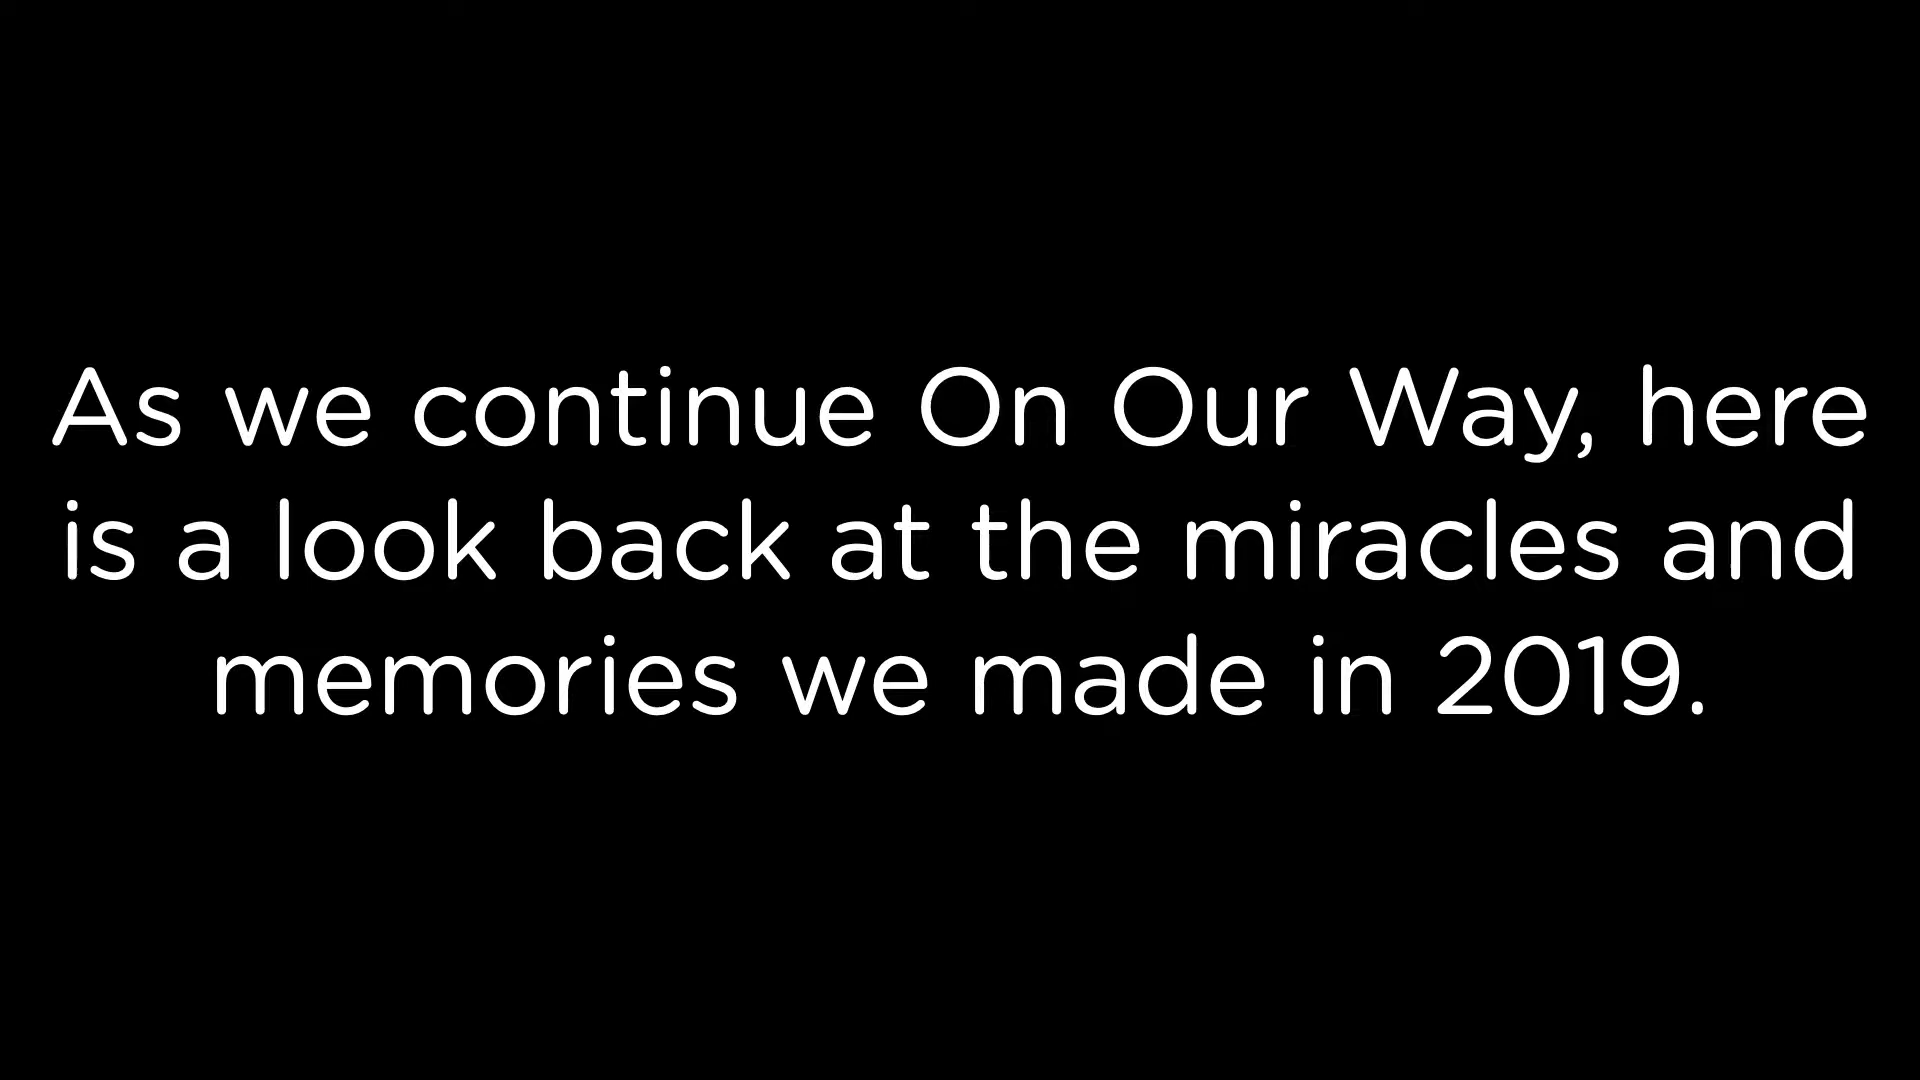 As we continue On Our Way, here
is a look back at the miracles and
memories we made in 2019.